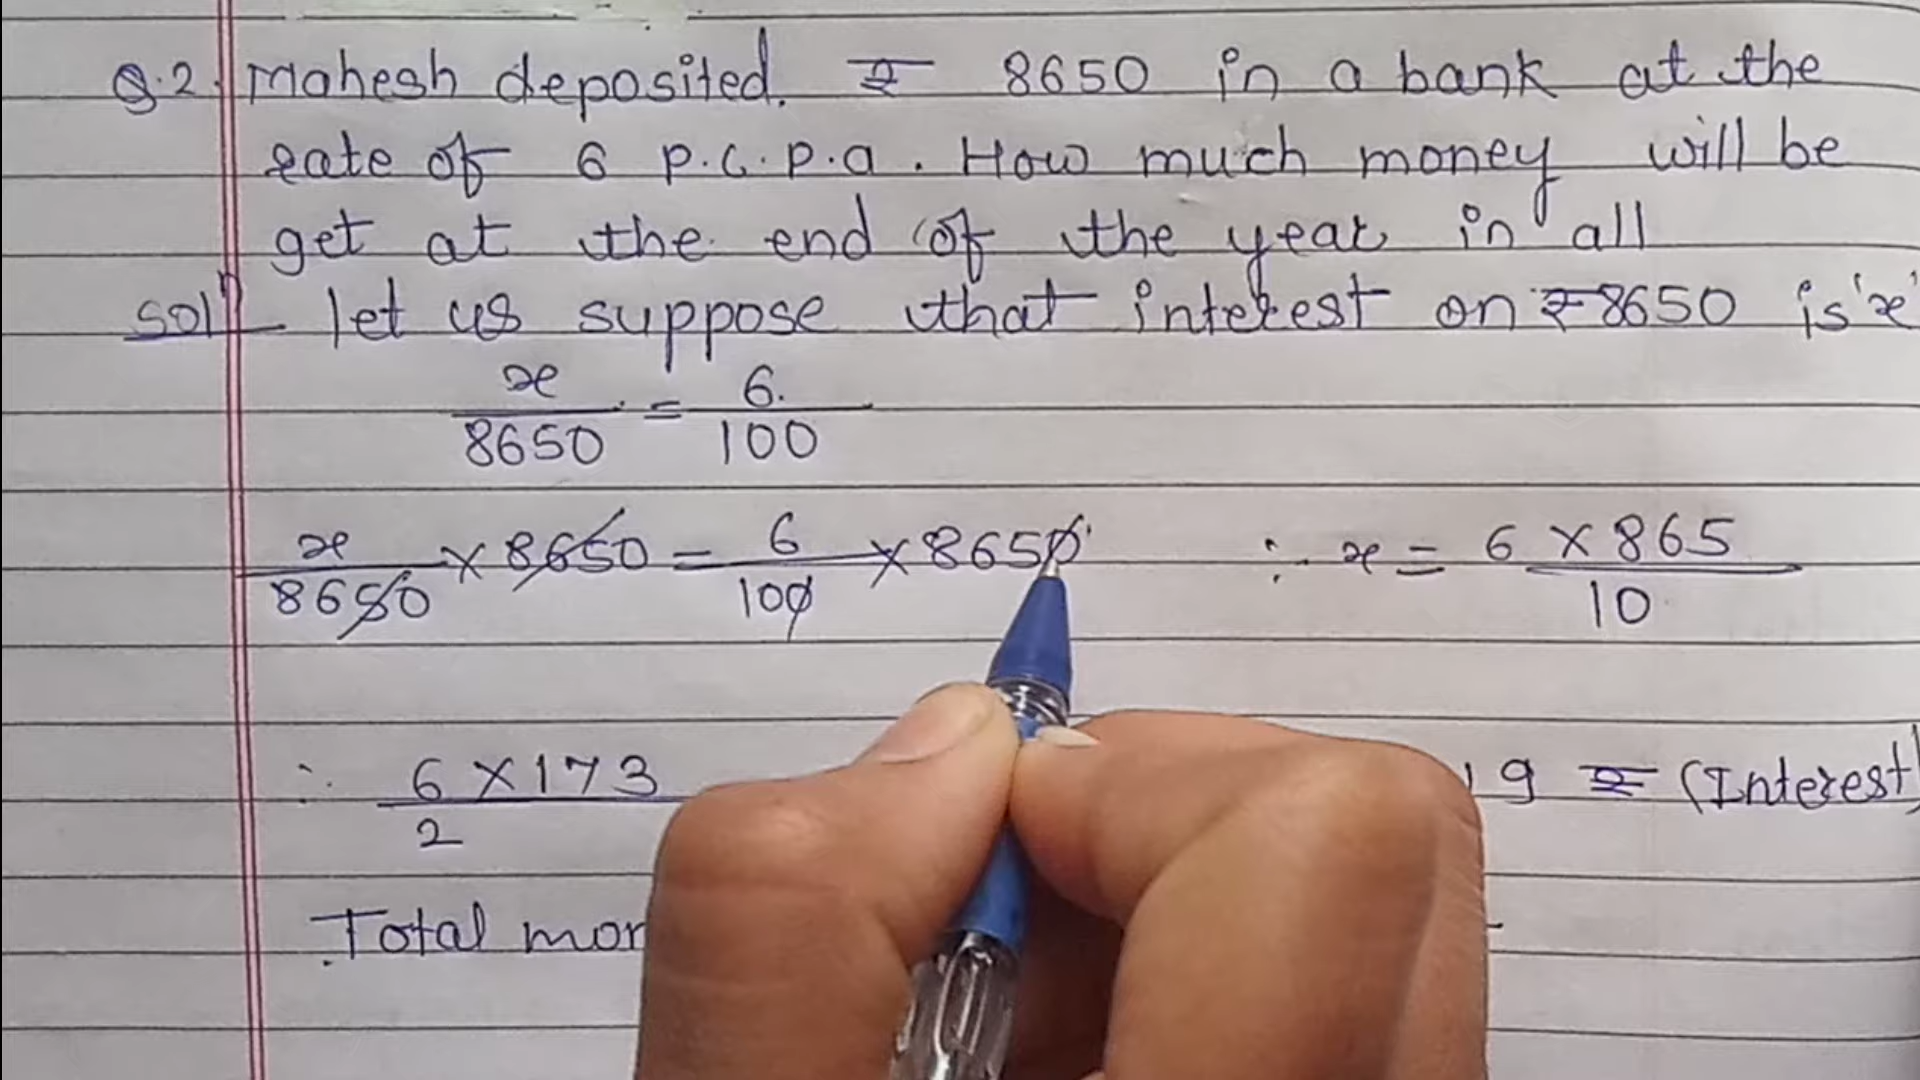 Q.2. Mahesh deposited. ₹ 8650 in a bank at the
rate of 6 p.c.p.a. How much money will be
get at the end of the year in all
Solⁿ let us suppose that interest on ₹ 8650 is 'x'
x/8650 = 6/100
x/8650 × 8650 = 6/100 × 8650 ∴ x = 6 × 865/10
∴ 6 × 173/2 19 ₹ (Interest)
Total